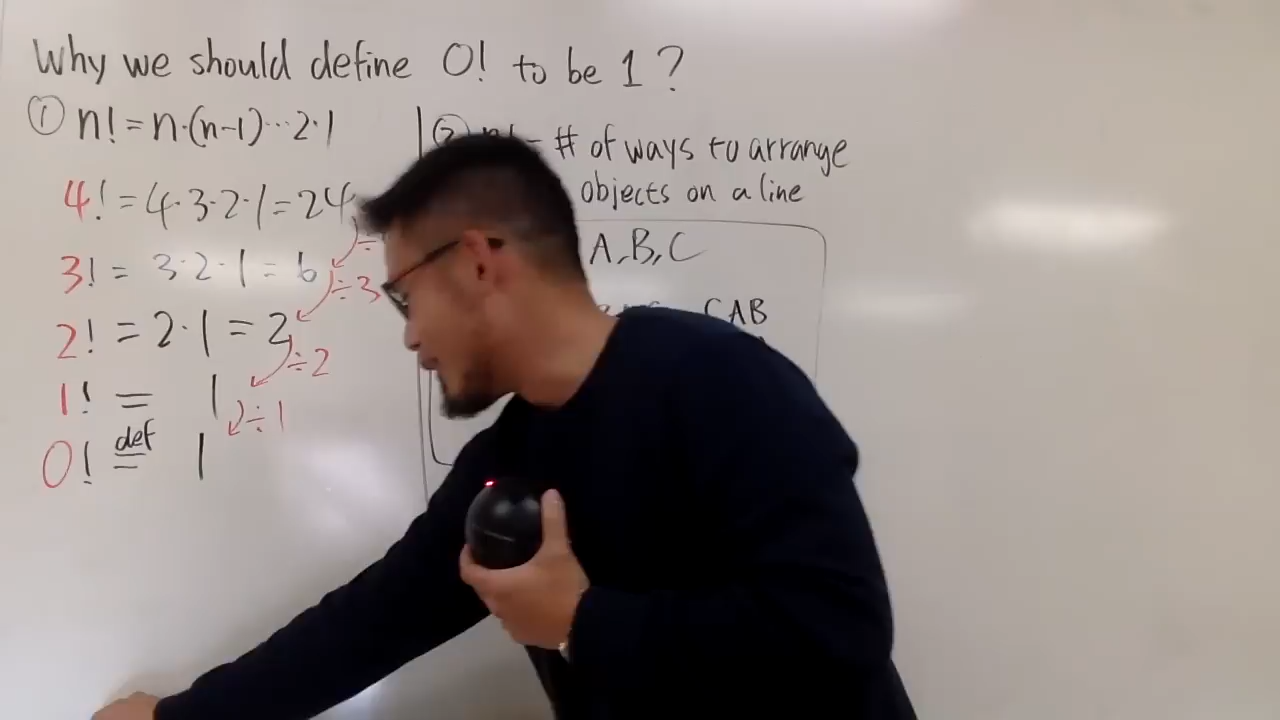 Why we should define 0! to be 1?
① n! = n·(n-1)···2·1
4! = 4·3·2·1 = 24
÷
3! = 3·2·1 = 6
÷3
2! = 2·1 = 2
÷2
1! = 1
÷1
0! def= 1
② n! = # of ways to arrange
objects on a line
A,B,C
CAB